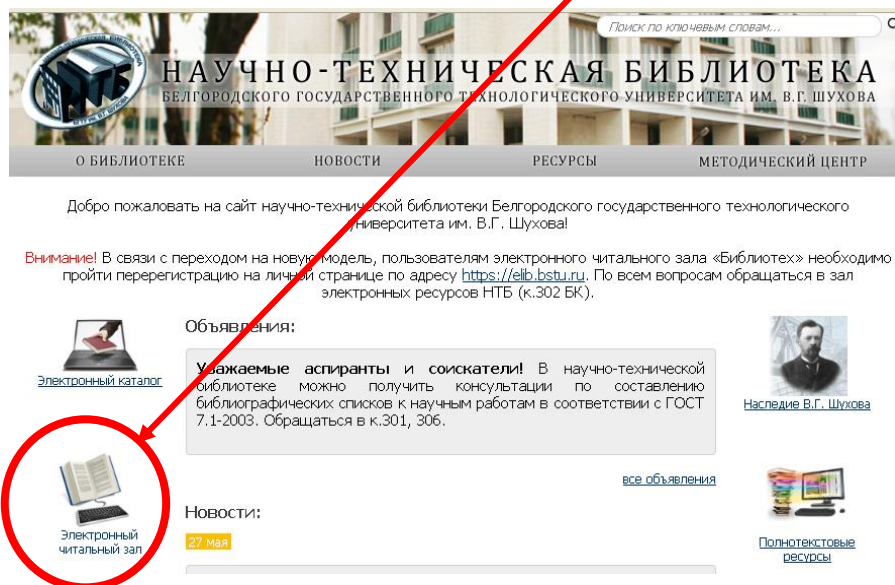 Поиск по ключевым словам...
НТБ
НАУЧНО-ТЕХНИЧЕСКАЯ БИБЛИОТЕКА
БЕЛГОРОДСКОГО ГОСУДАРСТВЕННОГО ТЕХНОЛОГИЧЕСКОГО УНИВЕРСИТЕТА ИМ. В.Г. ШУХОВА
О БИБЛИОТЕКЕ НОВОСТИ РЕСУРСЫ МЕТОДИЧЕСКИЙ ЦЕНТР
Добро пожаловать на сайт научно-технической библиотеки Белгородского государственного технологического
университета им. В.Г. Шухова!
Внимание! В связи с переходом на новую модель, пользователям электронного читального зала «Библиотех» необходимо
пройти перерегистрацию на личной странице по адресу https://elib.bstu.ru. По всем вопросам обращаться в зал
электронных ресурсов НТБ (к.302 БК).
Электронный каталог
Объявления:
Уважаемые аспиранты и соискатели! В научно-технической
библиотеке можно получить консультации по составлению
библиографических списков к научным работам в соответствии с ГОСТ
7.1-2003. Обращаться в к.301, 306.
Наследие В.Г. Шухова
все объявления
Электронный
читальный зал
Новости:
27 мая
Полнотекстовые
ресурсы